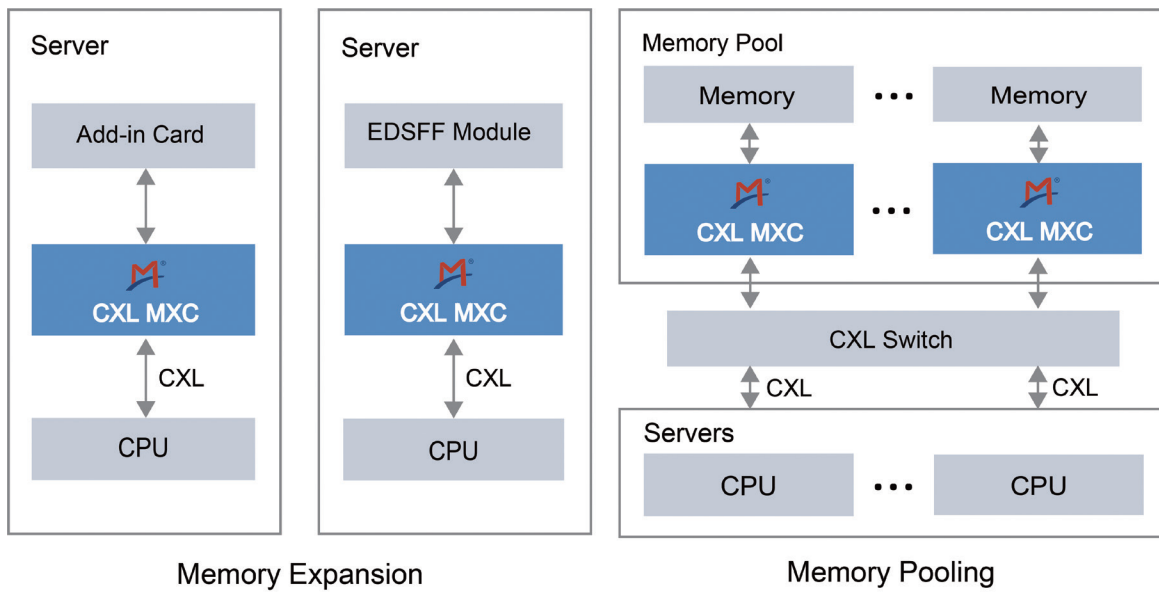 Server
Add-in Card
CXL MXC
CXL
CPU
Server
EDSFF Module
CXL MXC
CXL
CPU
Memory Expansion
Memory Pool
Memory ••• Memory
CXL MXC ••• CXL MXC
CXL Switch
CXL CXL
Servers
CPU ••• CPU
Memory Pooling